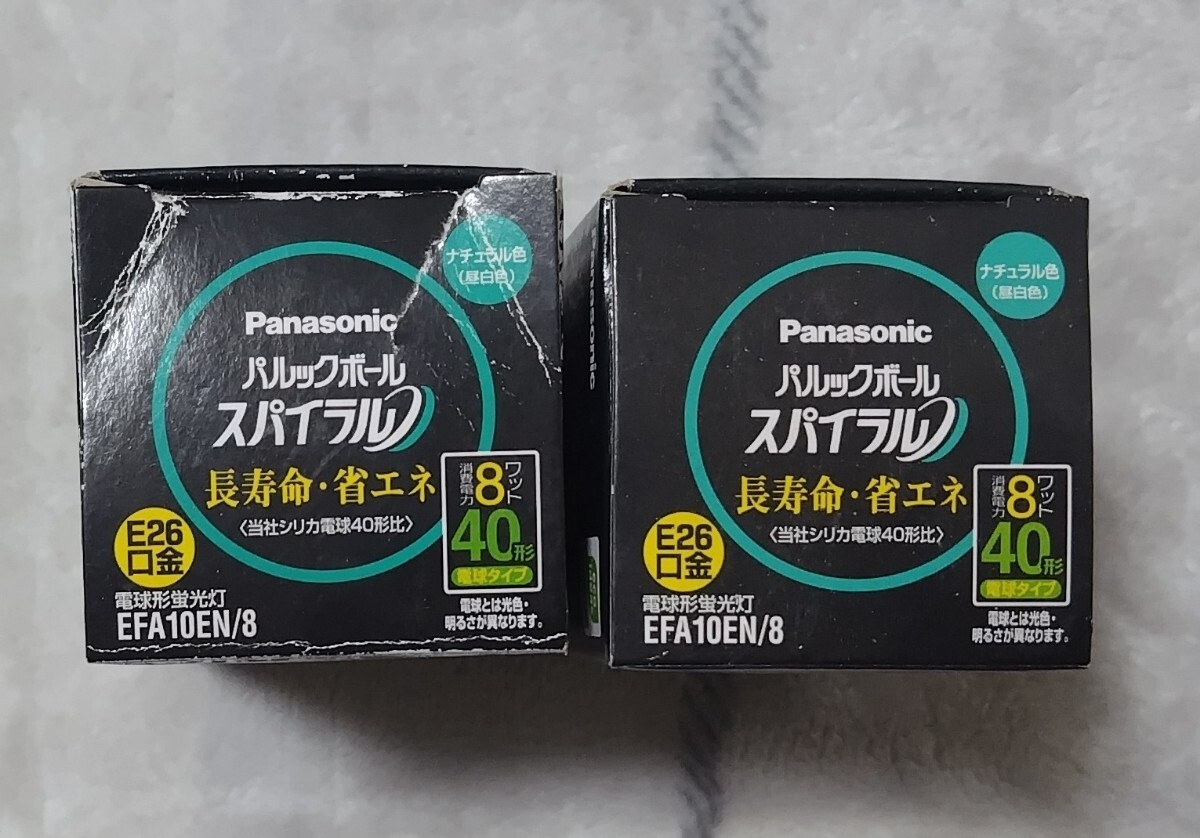 ナチュラル色
(昼白色)
Panasonic
パルックボール
スパイラル
長寿命・省エネ
〈当社シリカ電球40形比〉
消費電力 8 ワット
40形
電球タイプ
E26
口金
電球形蛍光灯
EFA10EN/8
電球とは光色・
明るさが異なります。
Panasonic
ナチュラル色
(昼白色)
Panasonic
パルックボール
スパイラル
長寿命・省エネ
〈当社シリカ電球40形比〉
消費電力 8 ワット
40形
電球タイプ
E26
口金
電球形蛍光灯
EFA10EN/8
電球とは光色・
明るさが異なります。